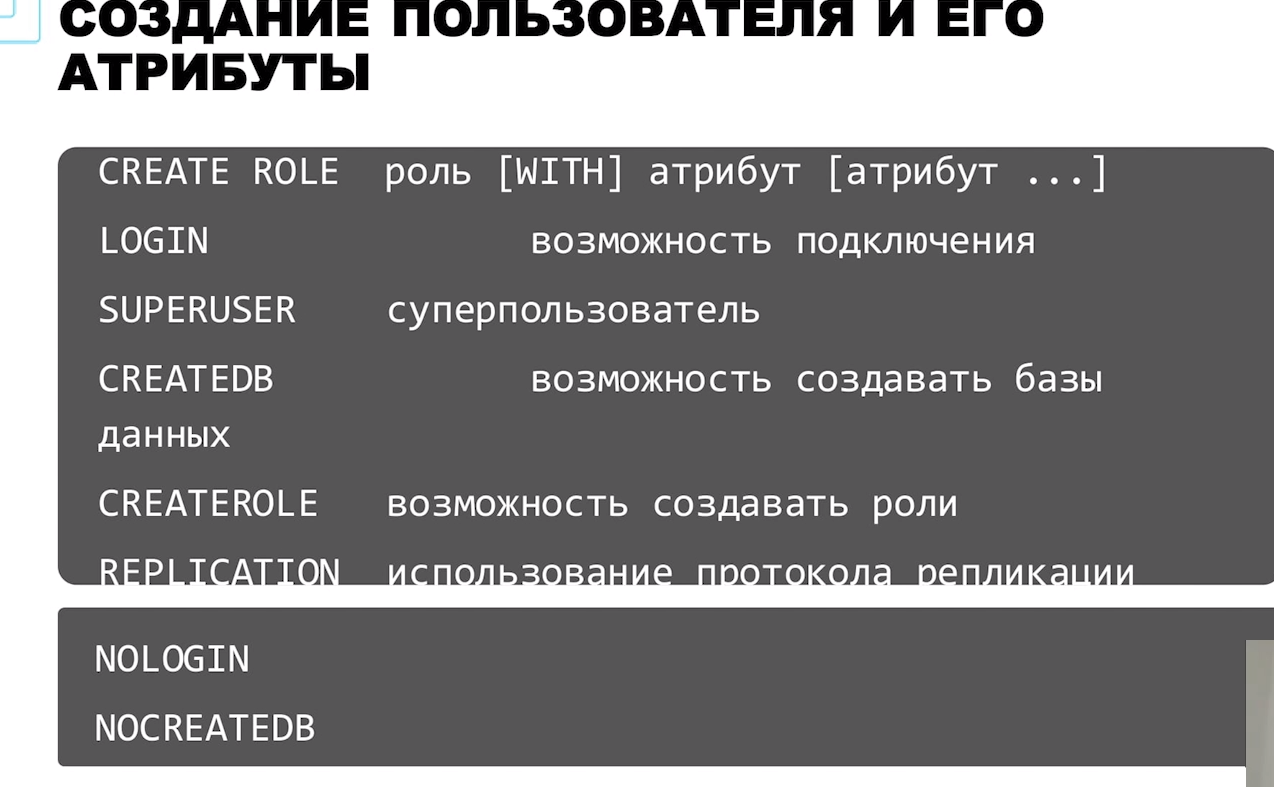 СОЗДАНИЕ ПОЛЬЗОВАТЕЛЯ И ЕГО
АТРИБУТЫ
CREATE ROLE роль [WITH] атрибут [атрибут ...]
LOGIN возможность подключения
SUPERUSER суперпользователь
CREATEDB возможность создавать базы
данных
CREATEROLE возможность создавать роли
REPLICATION использование протокола репликации
NOLOGIN
NOCREATEDB